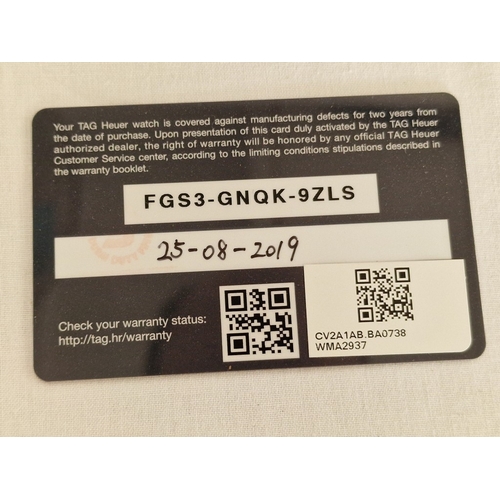 Your TAG Heuer watch is covered against manufacturing defects for two years from
the date of purchase. Upon presentation of this card duly activated by the TAG Heuer
authorized dealer, the right of warranty will be honored by any official TAG Heuer
Customer Service center, according to the limiting conditions stipulations described in
the warranty booklet.
FGS3-GNQK-9ZLS
25-08-2019
Check your warranty status:
http://tag.hr/warranty
CV2A1AB.BA0738
WMA2937